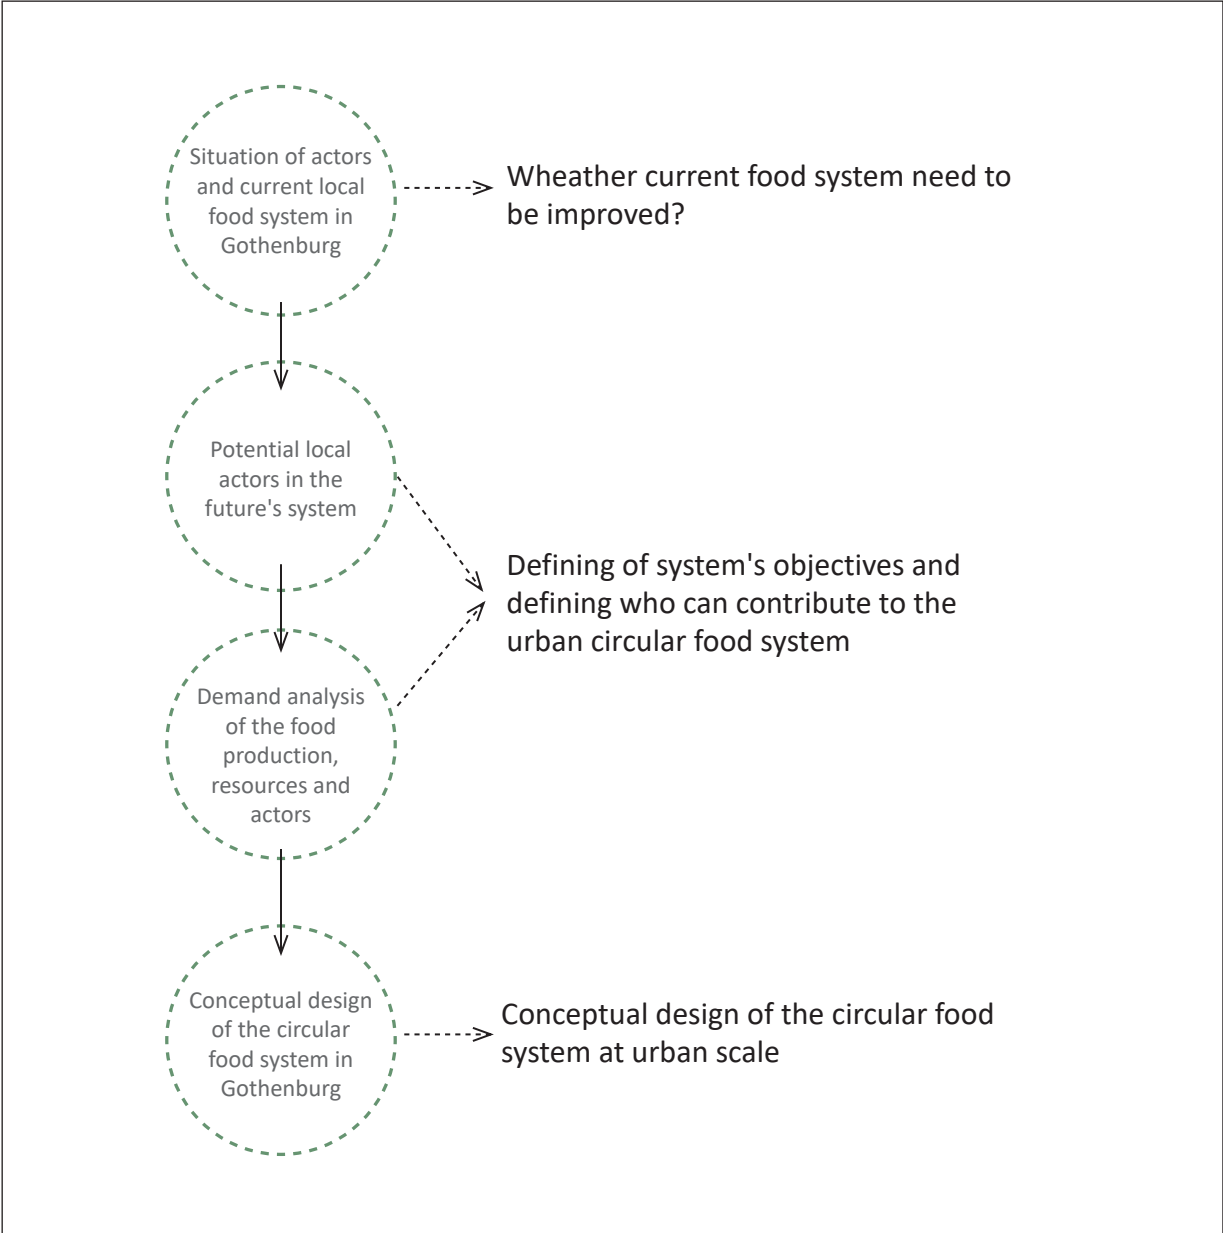 Situation of actors
and current local
food system in
Gothenburg
Wheather current food system need to
be improved?
Potential local
actors in the
future's system
Defining of system's objectives and
defining who can contribute to the
urban circular food system
Demand analysis
of the food
production,
resources and
actors
Conceptual design
of the circular
food system in
Gothenburg
Conceptual design of the circular food
system at urban scale